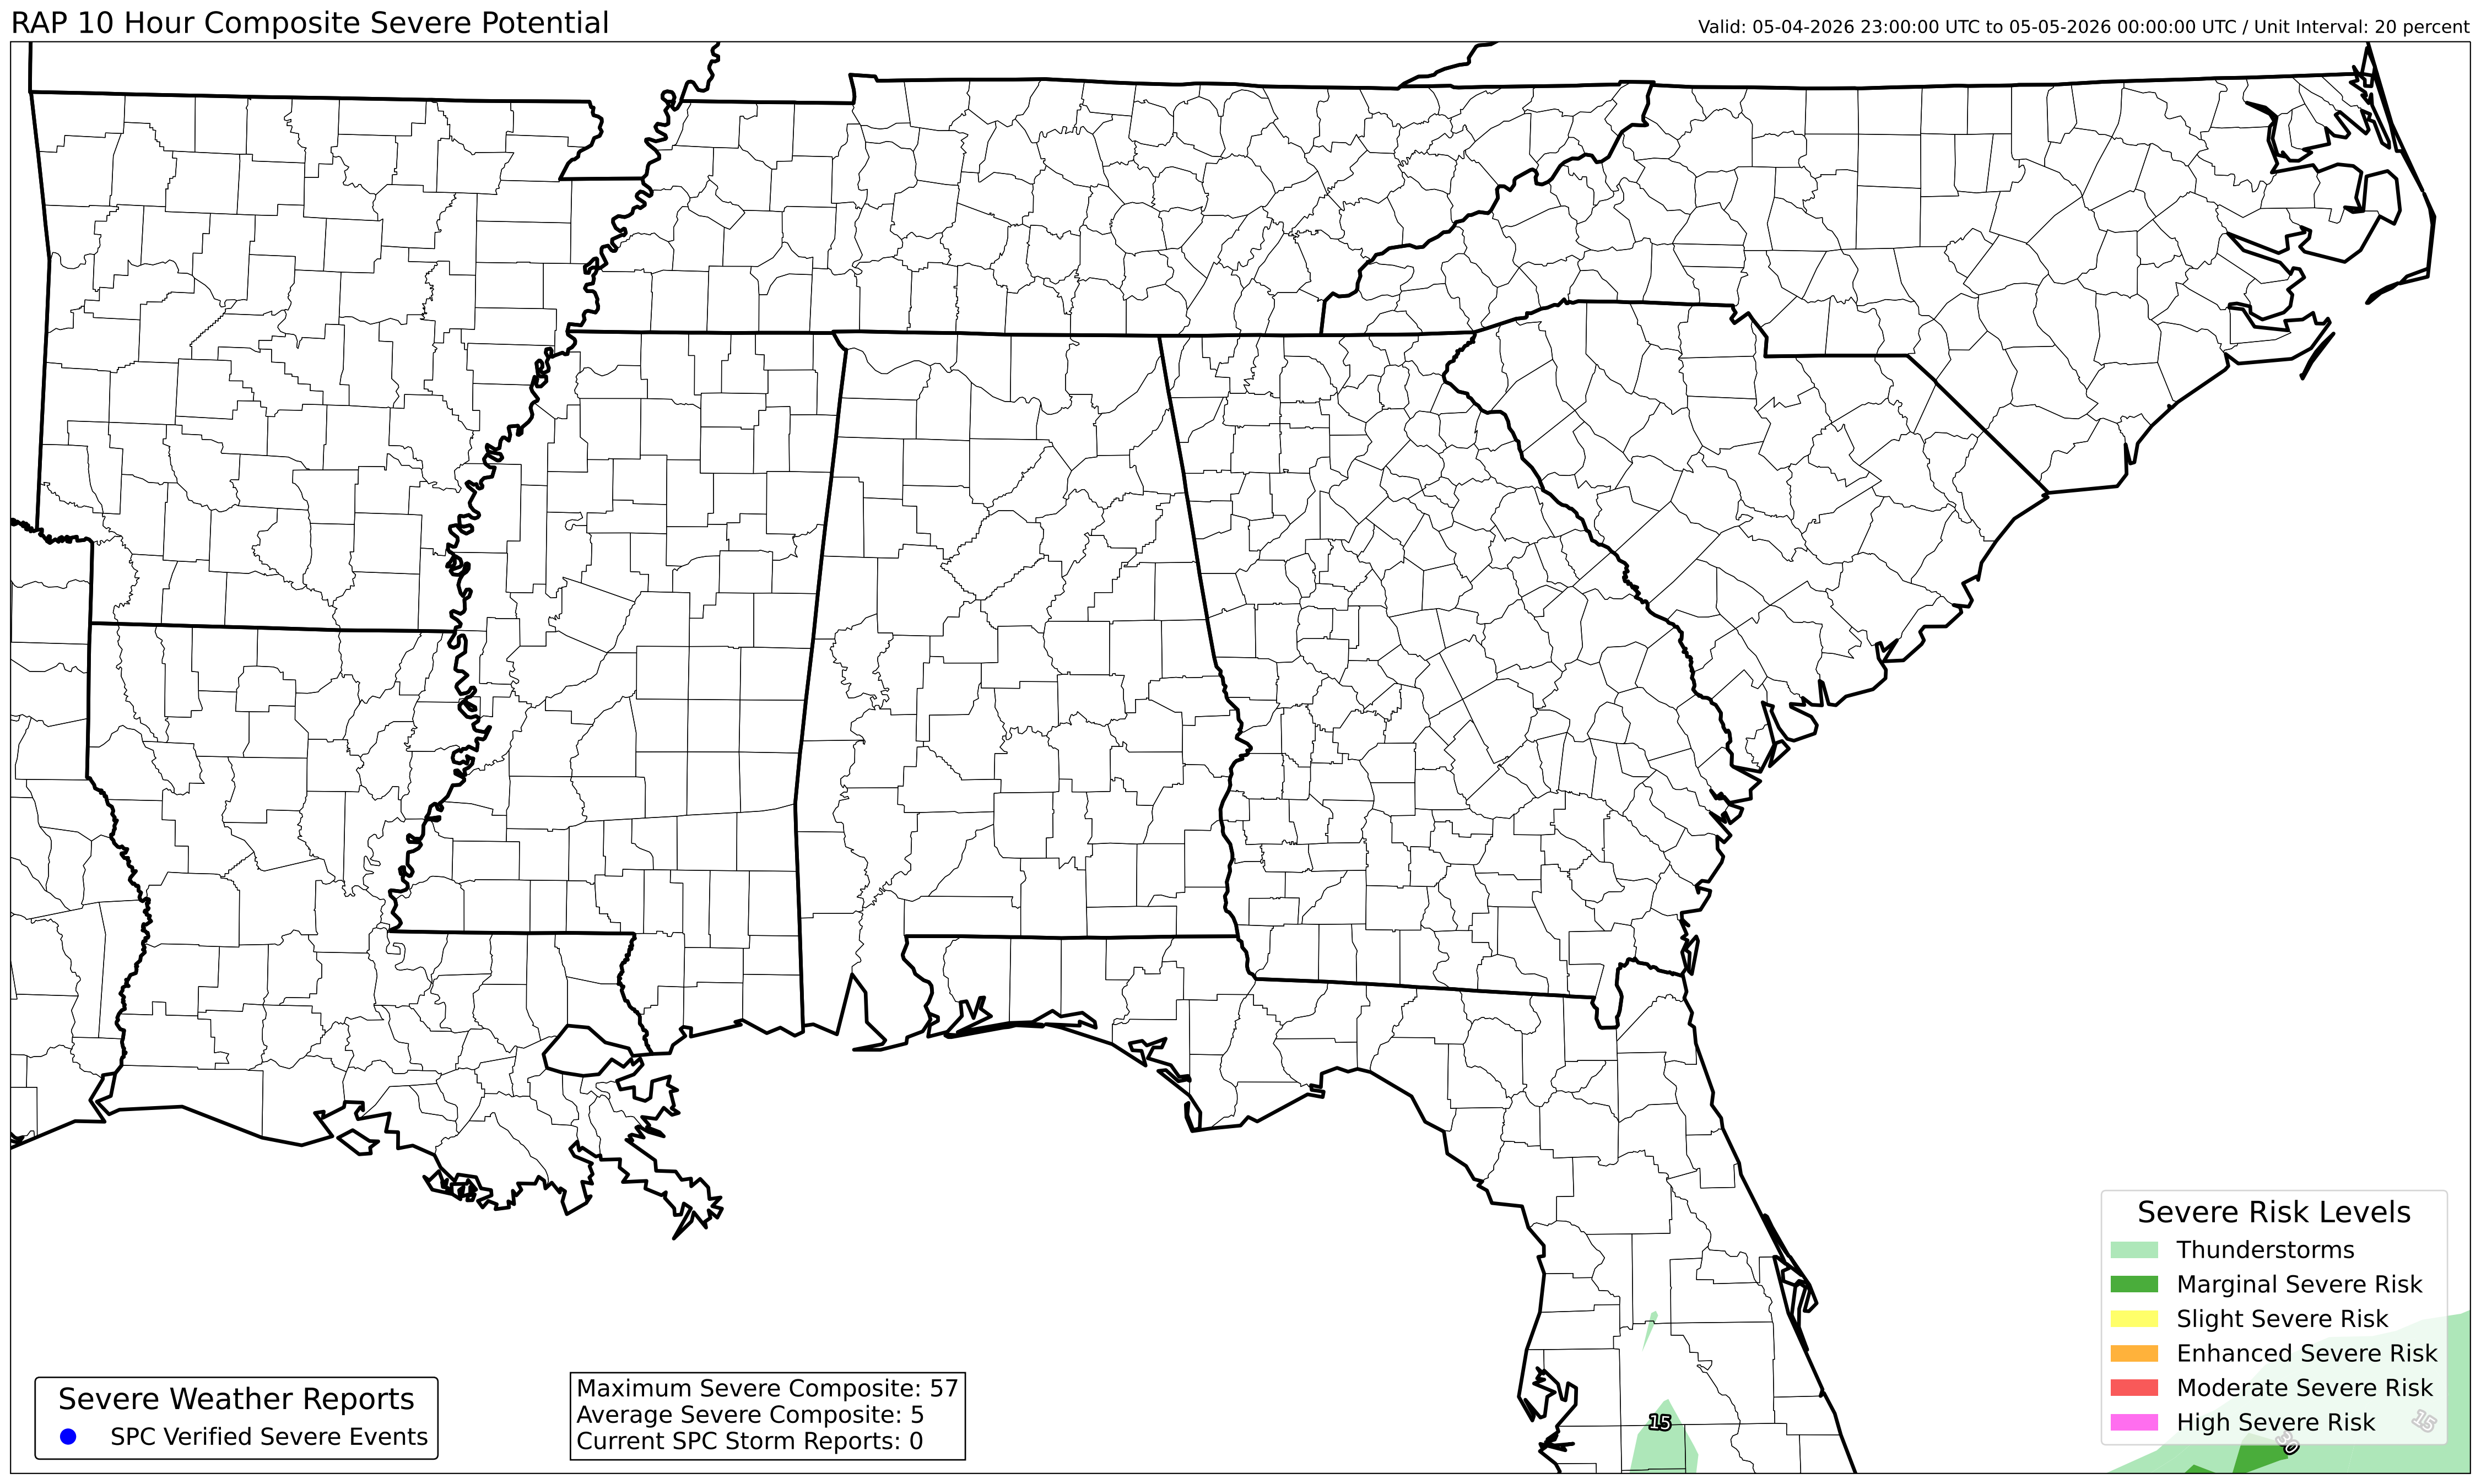 RAP 10 Hour Composite Severe Potential
Valid: 05-04-2026 23:00:00 UTC to 05-05-2026 00:00:00 UTC / Unit Interval: 20 percent
Severe Risk Levels
Thunderstorms
Marginal Severe Risk
Slight Severe Risk
Enhanced Severe Risk
Moderate Severe Risk
High Severe Risk
15
15
30
Severe Weather Reports
SPC Verified Severe Events
Maximum Severe Composite: 57
Average Severe Composite: 5
Current SPC Storm Reports: 0